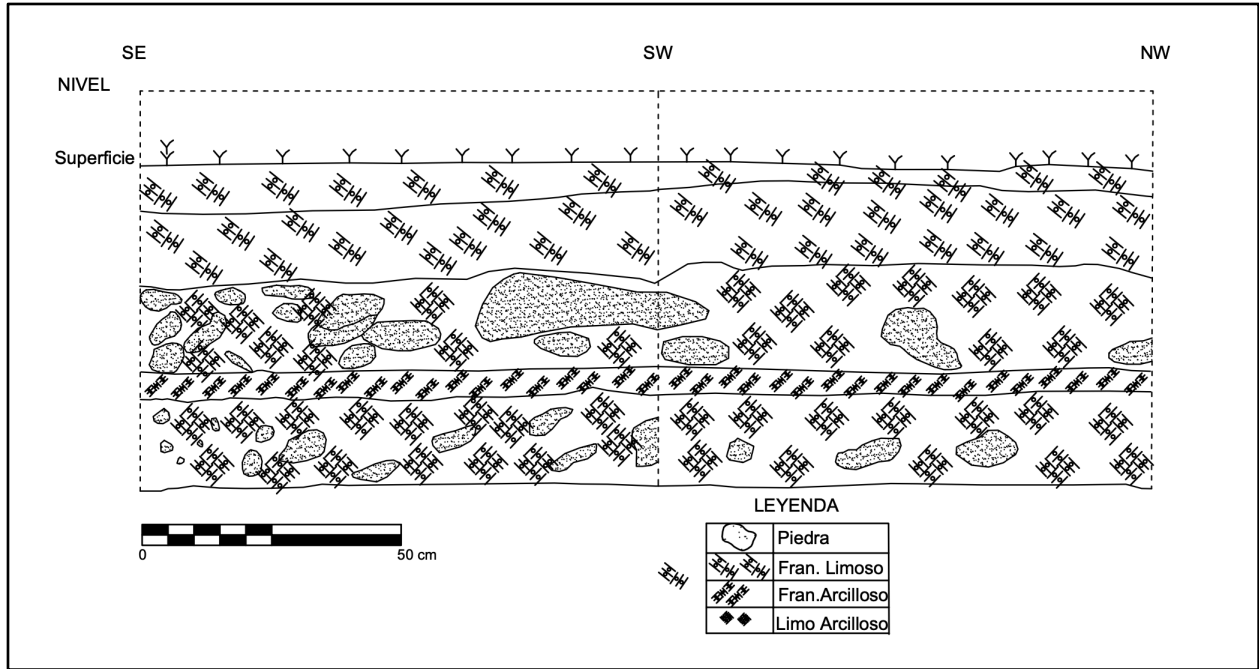 SE SW NW
NIVEL
Superficie
LEYENDA
Piedra
Fran. Limoso
Fran.Arcilloso
Limo Arcilloso
0 50 cm